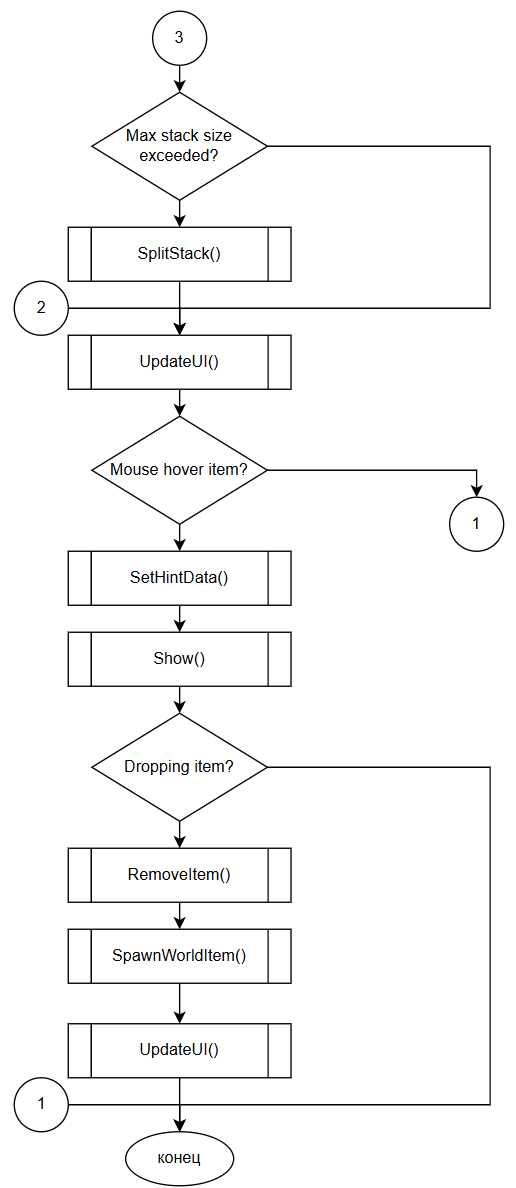 3
Max stack size
exceeded?
SplitStack()
2
UpdateUI()
Mouse hover item?
1
SetHintData()
Show()
Dropping item?
RemoveItem()
SpawnWorldItem()
UpdateUI()
1
конец